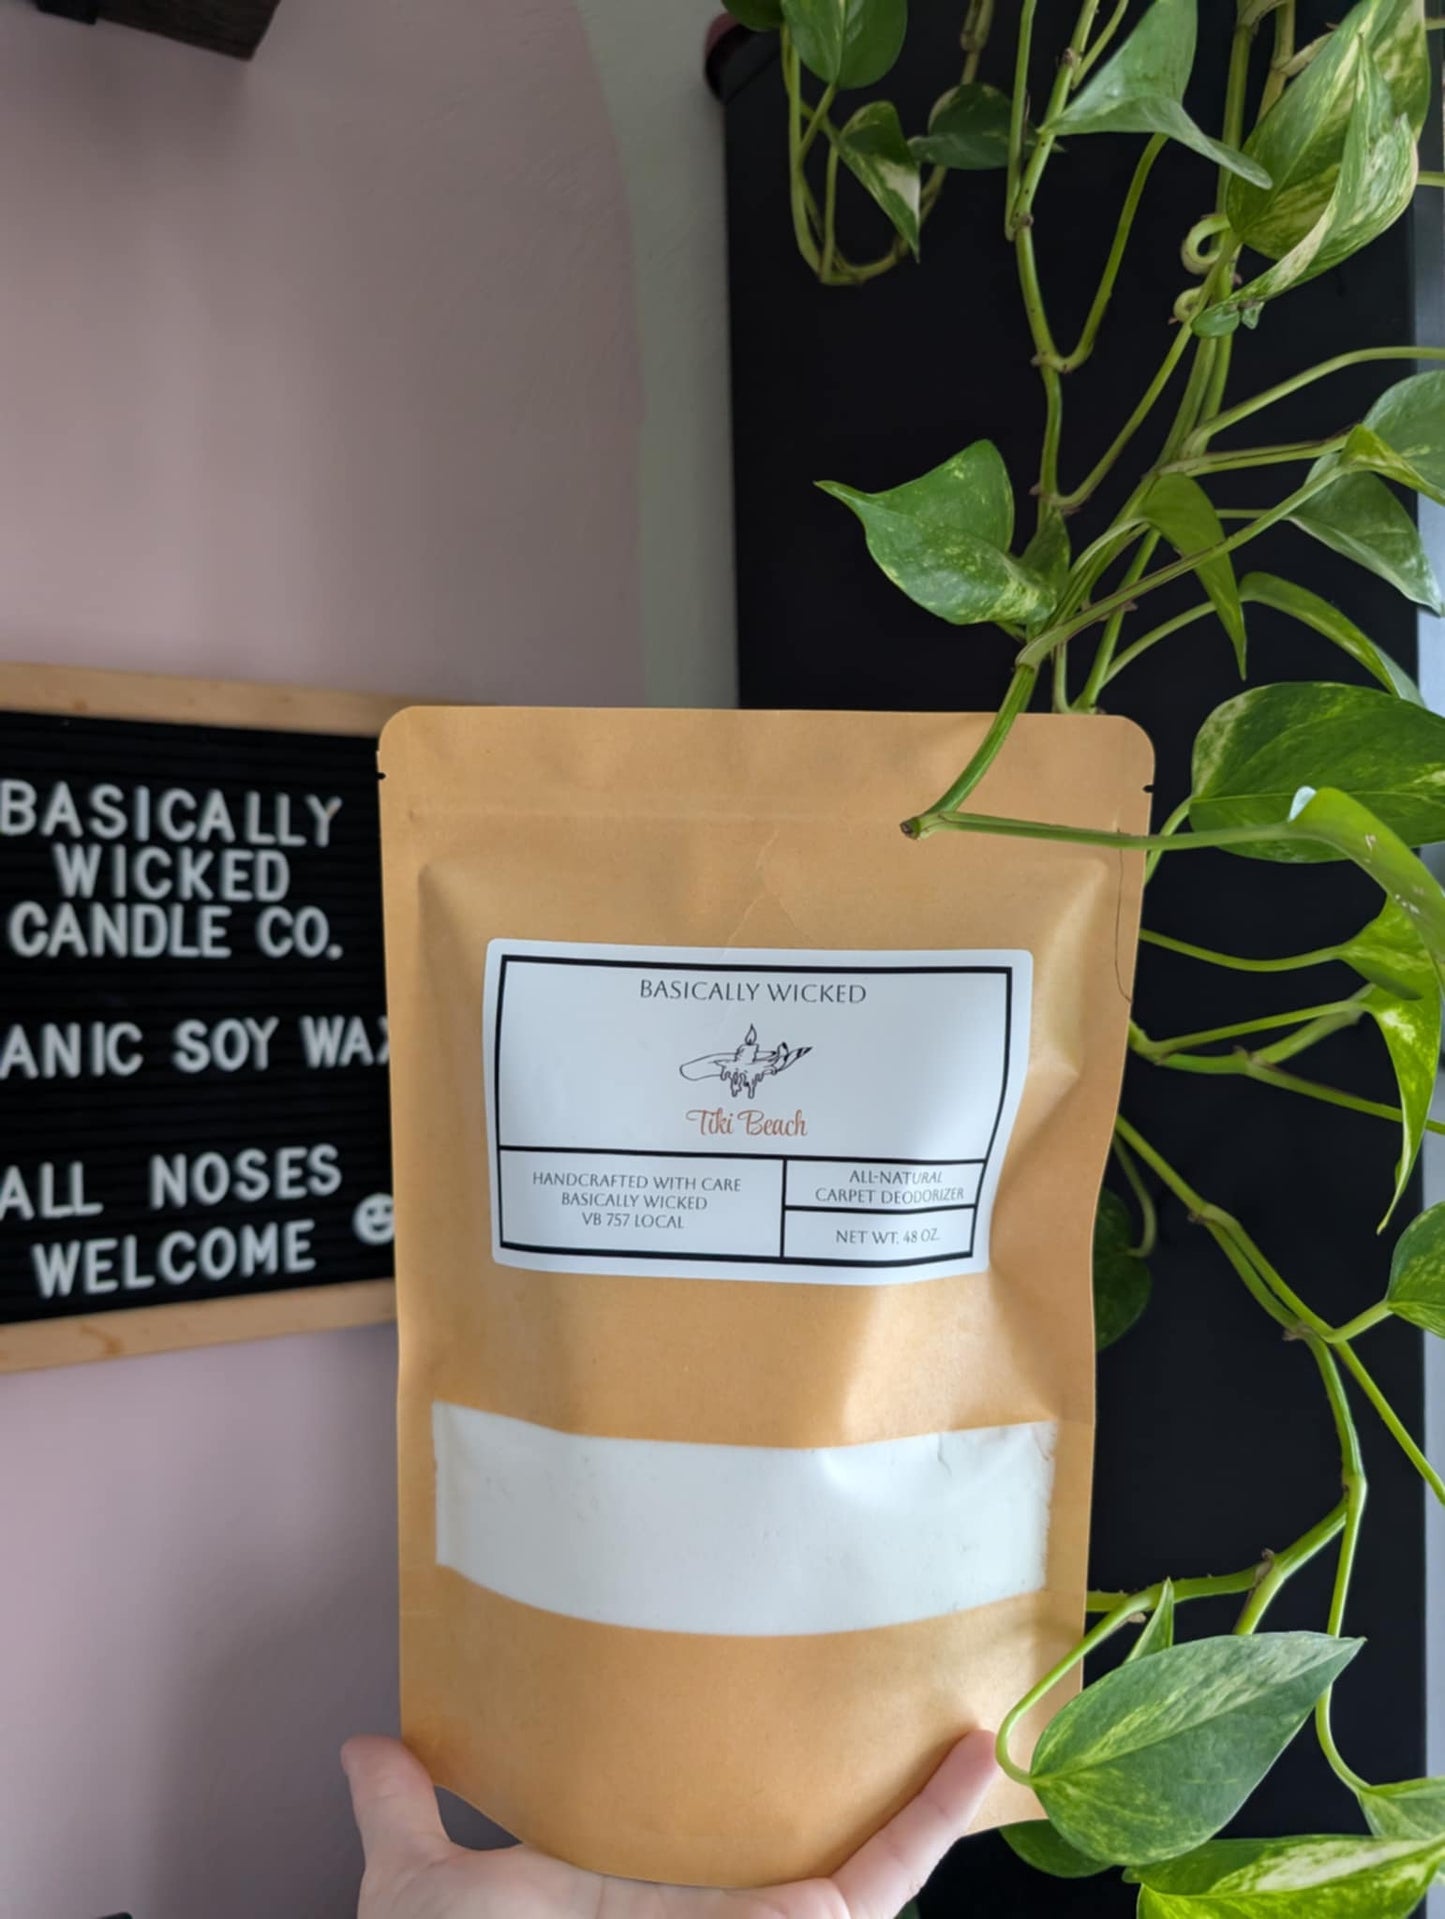 BASICALLY
WICKED
CANDLE CO.
ANIC SOY WAX
ALL NOSES
WELCOME
BASICALLY WICKED
Tiki Beach
HANDCRAFTED WITH CARE
BASICALLY WICKED
VB 757 LOCAL
ALL-NATURAL
CARPET DEODORIZER
NET WT. 48 OZ.